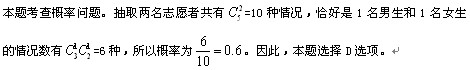 本题考查概率问题。抽取两名志愿者共有 $C_5^2$=10 种情况，恰好是 1 名男生和 1 名女生
的情况数有 $C_3^1C_2^1$=6 种，所以概率为 $\frac{6}{10}=0.6$。因此，本题选择 D 选项。↵